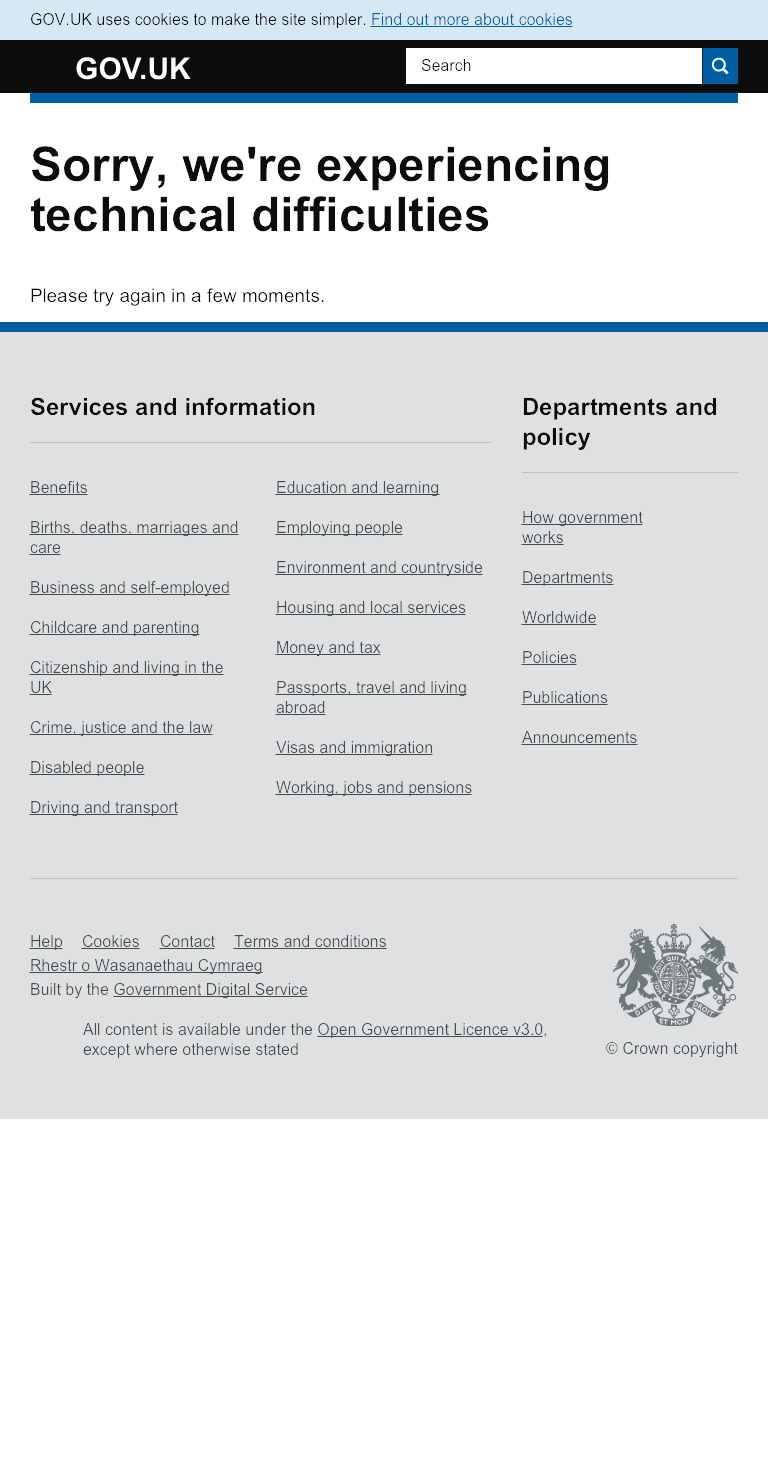 GOV.UK uses cookies to make the site simpler. Find out more about cookies
GOV.UK
Search
Sorry, we're experiencing
technical difficulties
Please try again in a few moments.
Services and information
Benefits
Births, deaths, marriages and
care
Business and self-employed
Childcare and parenting
Citizenship and living in the
UK
Crime, justice and the law
Disabled people
Driving and transport
Education and learning
Employing people
Environment and countryside
Housing and local services
Money and tax
Passports, travel and living
abroad
Visas and immigration
Working, jobs and pensions
Departments and
policy
How government
works
Departments
Worldwide
Policies
Publications
Announcements
Help Cookies Contact Terms and conditions
Rhestr o Wasanaethau Cymraeg
Built by the Government Digital Service
All content is available under the Open Government Licence v3.0,
except where otherwise stated
DIEU ET MON DROIT
© Crown copyright